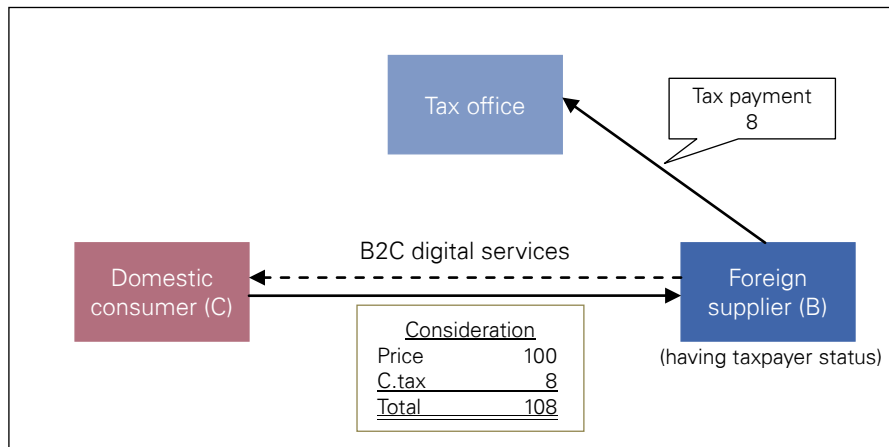 Tax office
Tax payment
8
B2C digital services
Domestic
consumer (C)
Foreign
supplier (B)
(having taxpayer status)
Consideration
Price 100
C.tax 8
Total 108